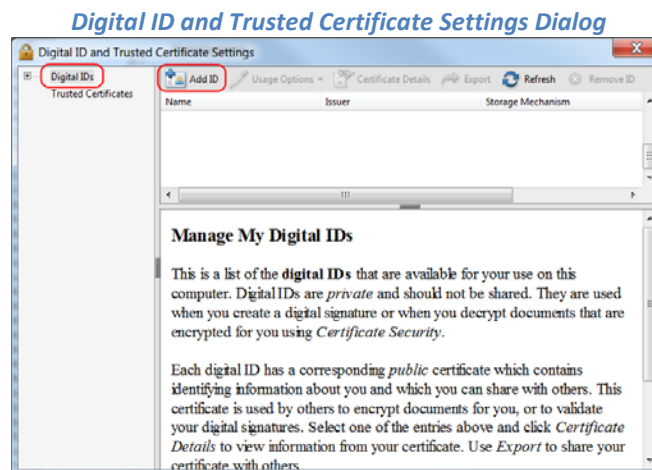 Digital ID and Trusted Certificate Settings Dialog
Digital ID and Trusted Certificate Settings
Digital IDs
Trusted Certificates
Add ID Usage Options Certificate Details Export Refresh Remove ID
Name Issuer Storage Mechanism
Manage My Digital IDs
This is a list of the digital IDs that are available for your use on this
computer. Digital IDs are private and should not be shared. They are used
when you create a digital signature or when you decrypt documents that are
encrypted for you using Certificate Security.
Each digital ID has a corresponding public certificate which contains
identifying information about you and which you can share with others. This
certificate is used by others to encrypt documents for you, or to validate
your digital signatures. Select one of the entries above and click Certificate
Details to view information from your certificate. Use Export to share your
certificate with others.